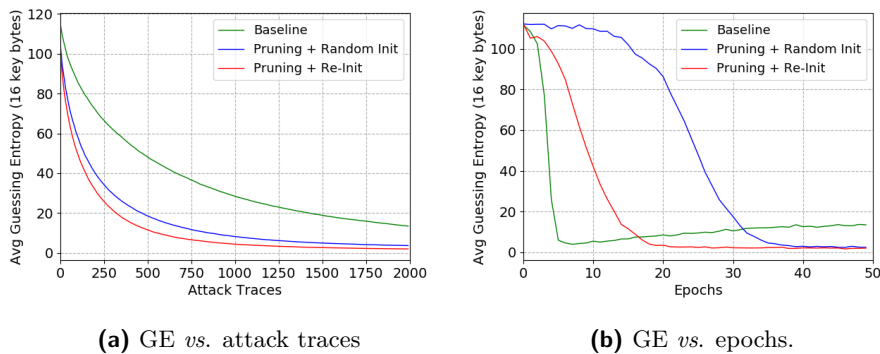 Avg Guessing Entropy (16 key bytes)
120
100
80
60
40
20
0
0
250
500
750
1000
1250
1500
1750
2000
Attack Traces
Baseline
Pruning + Random Init
Pruning + Re-Init
(a) GE vs. attack traces
Avg Guessing Entropy (16 key bytes)
100
80
60
40
20
0
0
10
20
30
40
50
Epochs
Baseline
Pruning + Random Init
Pruning + Re-Init
(b) GE vs. epochs.